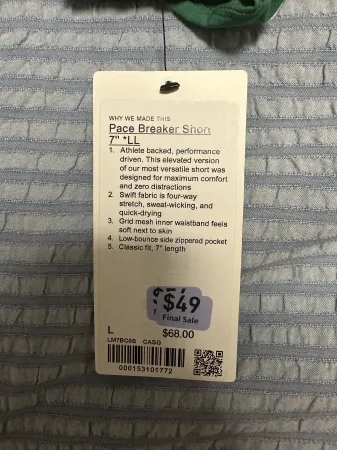 WHY WE MADE THIS
Pace Breaker Short
7" *LL
1. Athlete backed, performance
driven. This elevated version
of our most versatile short was
designed for maximum comfort
and zero distractions
2. Swift fabric is four-way
stretch, sweat-wicking, and
quick-drying
3. Grid mesh inner waistband feels
soft next to skin
4. Low-bounce side zippered pocket
5. Classic fit, 7" length
$49
Final Sale
L
$68.00
LM7BC6S CASG
000153101772